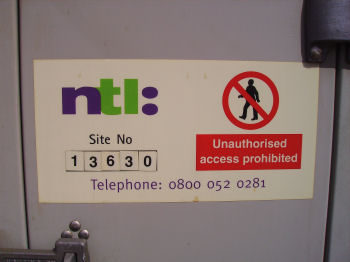 ntl:
Site No
13630
Unauthorised
access prohibited
Telephone: 0800 052 0281